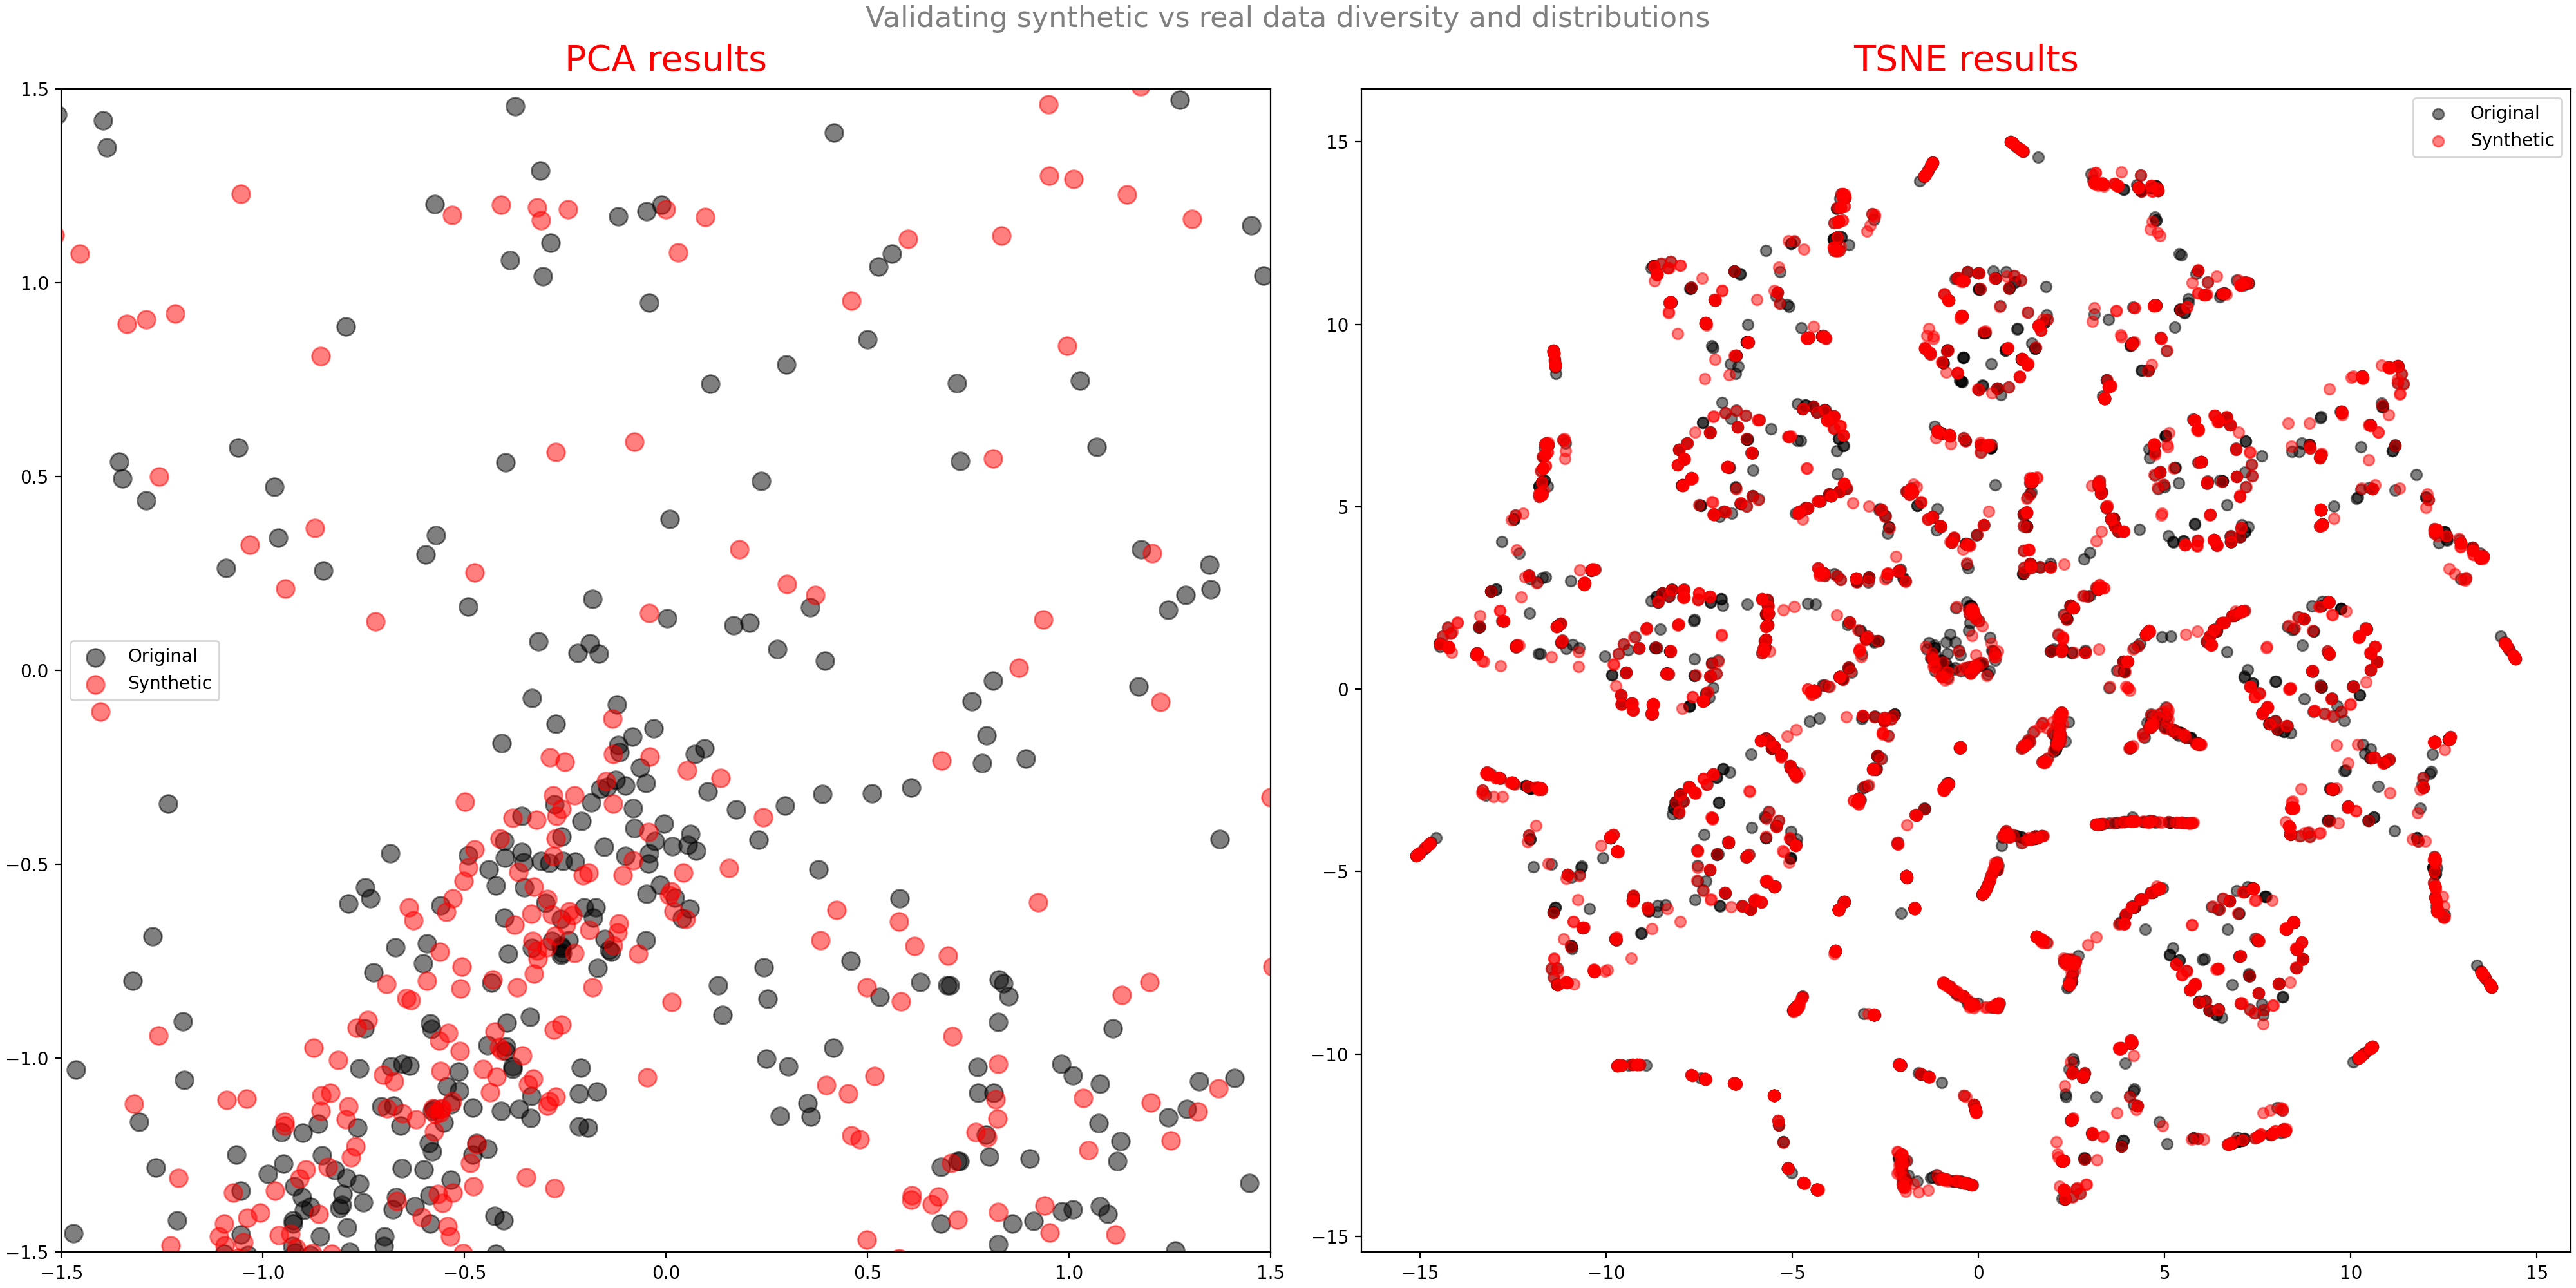 Validating synthetic vs real data diversity and distributions
PCA results
1.5
1.0
0.5
0.0
−0.5
−1.0
−1.5
Original
Synthetic
−1.5 −1.0 −0.5 0.0 0.5 1.0 1.5
TSNE results
15
10
5
0
−5
−10
−15
Original
Synthetic
−15 −10 −5 0 5 10 15